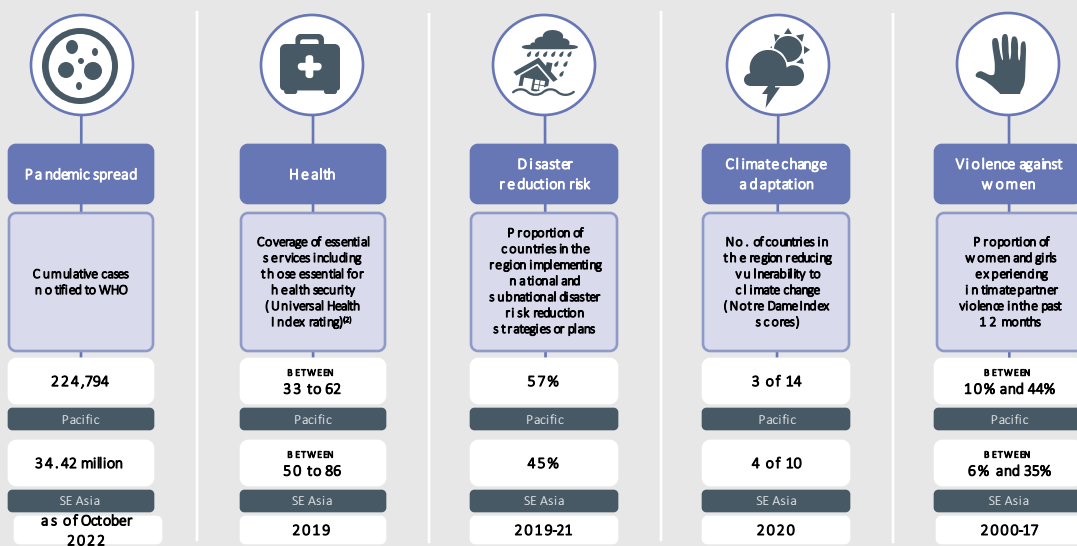 Pandemic spread
Cumulative cases
notified to WHO
224,794
Pacific
34.42 million
SE Asia
as of October
2022
Health
Coverage of essential
services including
those essential for
health security
(Universal Health
Index rating)(2)
BETWEEN
33 to 62
Pacific
BETWEEN
50 to 86
SE Asia
2019
Disaster
reduction risk
Proportion of
countries in the
region implementing
national and
subnational disaster
risk reduction
strategies or plans
57%
Pacific
45%
SE Asia
2019-21
Climate change
adaptation
No. of countries in
the region reducing
vulnerability to
climate change
(Notre Dame Index
scores)
3 of 14
Pacific
4 of 10
SE Asia
2020
Violence against
women
Proportion of
women and girls
experiencing
intimate partner
violence in the past
12 months
BETWEEN
10% and 44%
Pacific
BETWEEN
6% and 35%
SE Asia
2000-17